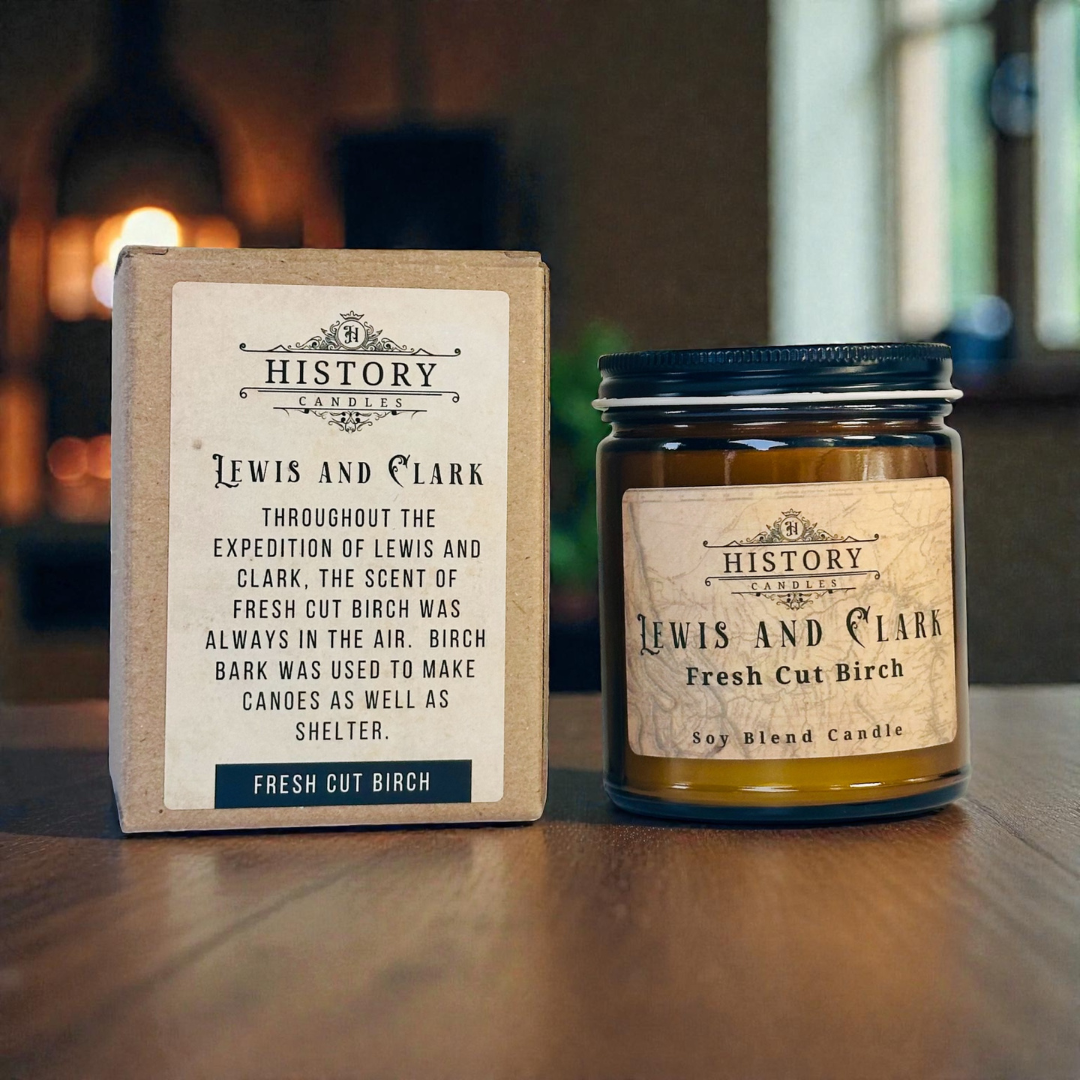 H
HISTORY
CANDLES
LEWIS AND CLARK
THROUGHOUT THE
EXPEDITION OF LEWIS AND
CLARK, THE SCENT OF
FRESH CUT BIRCH WAS
ALWAYS IN THE AIR. BIRCH
BARK WAS USED TO MAKE
CANOES AS WELL AS
SHELTER.
FRESH CUT BIRCH
H
HISTORY
CANDLES
LEWIS AND CLARK
Fresh Cut Birch
Soy Blend Candle